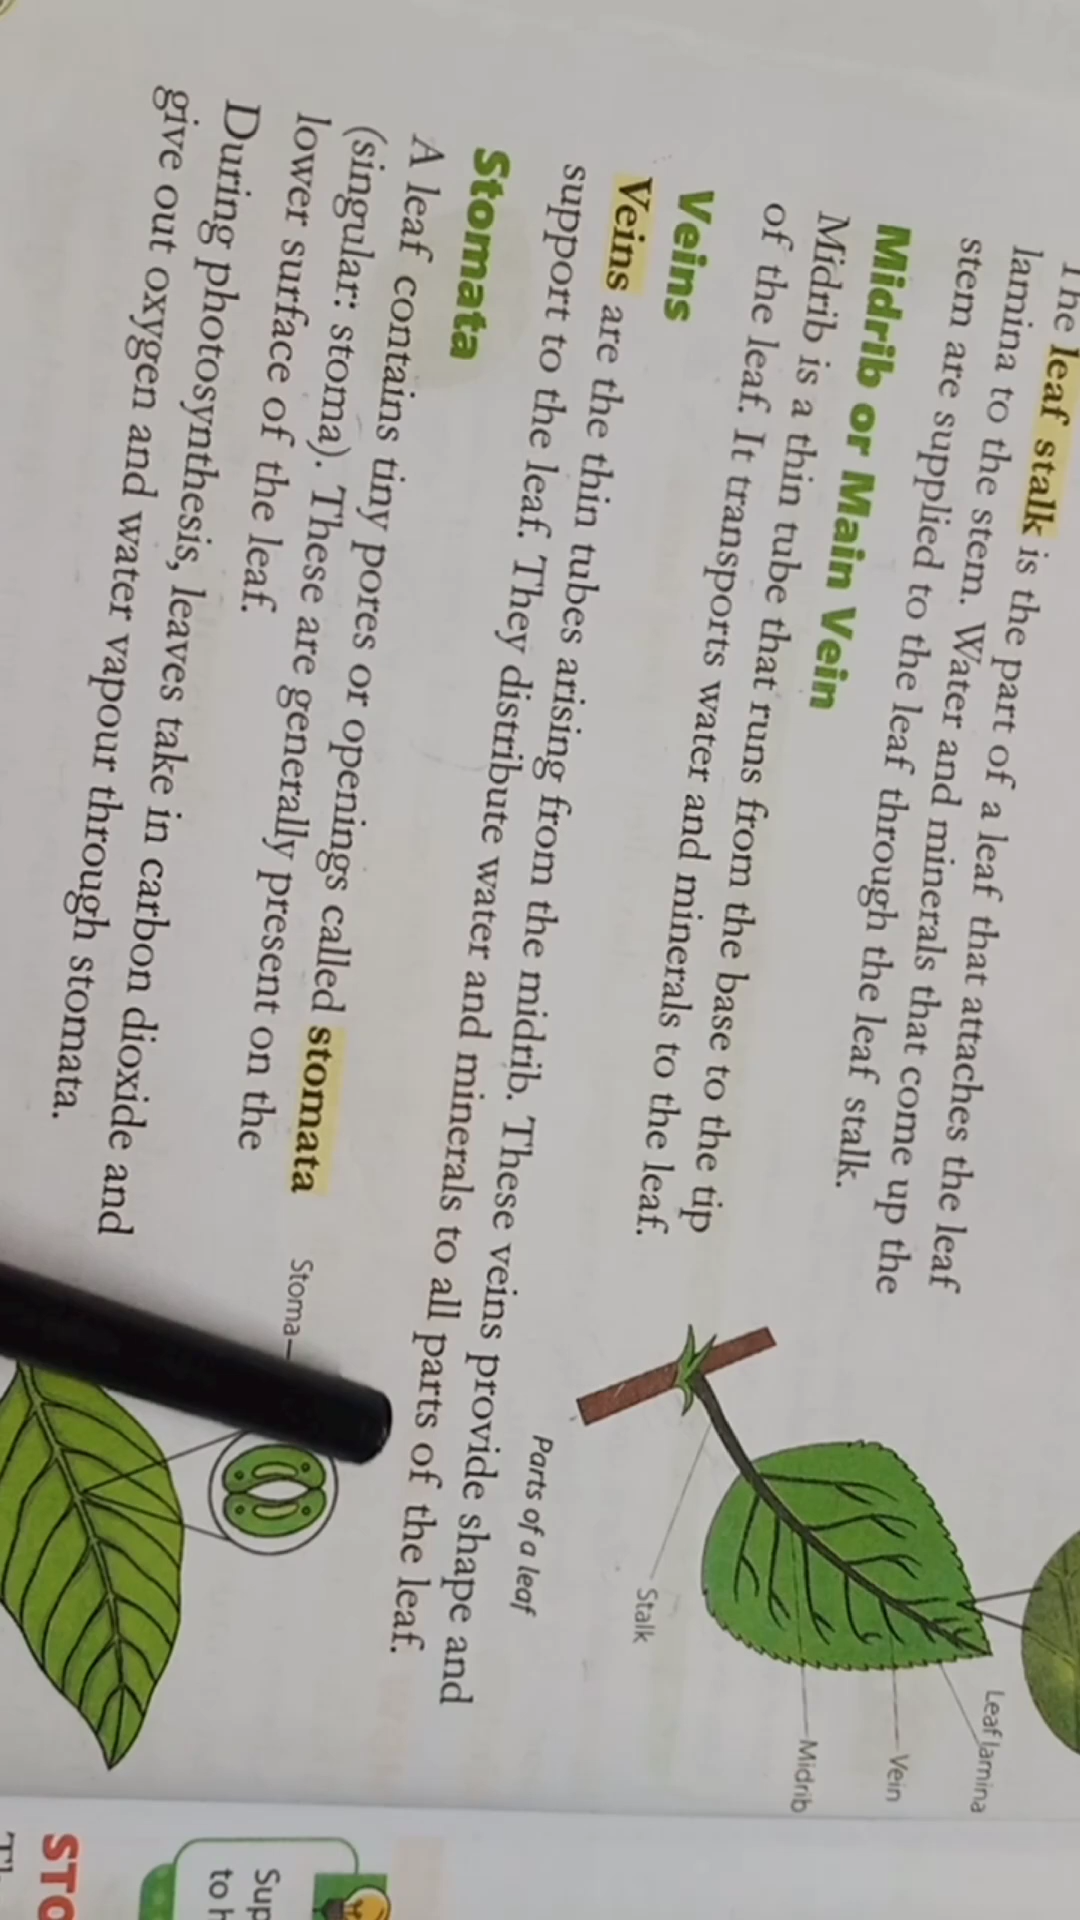 The leaf stalk is the part of a leaf that attaches the leaf
lamina to the stem. Water and minerals that come up the
stem are supplied to the leaf through the leaf stalk.
Midrib or Main Vein
Midrib is a thin tube that runs from the base to the tip
of the leaf. It transports water and minerals to the leaf.
Veins
Veins are the thin tubes arising from the midrib. These veins provide shape and
support to the leaf. They distribute water and minerals to all parts of the leaf.
Stomata
A leaf contains tiny pores or openings called stomata
(singular: stoma). These are generally present on the
lower surface of the leaf.
During photosynthesis, leaves take in carbon dioxide and
give out oxygen and water vapour through stomata.
Leaf lamina
Vein
Midrib
Stalk
Parts of a leaf
Stoma
Sup
to h
STO